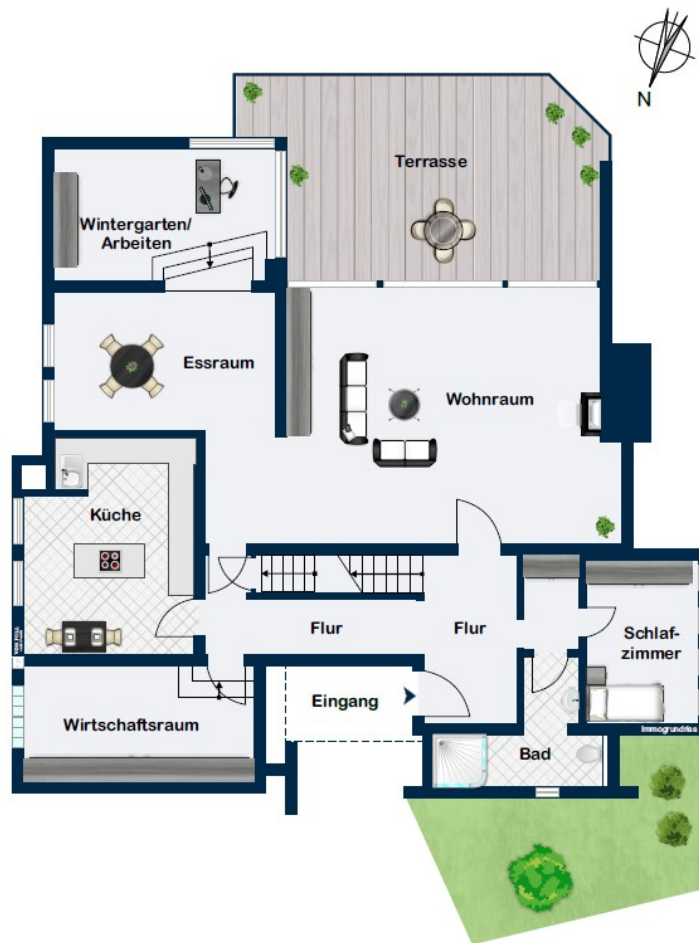 N
Terrasse
Wintergarten/
Arbeiten
Essraum
Wohnraum
Küche
Flur
Flur
Schlaf-
zimmer
Eingang
Wirtschaftsraum
Immogrundriss
Bad